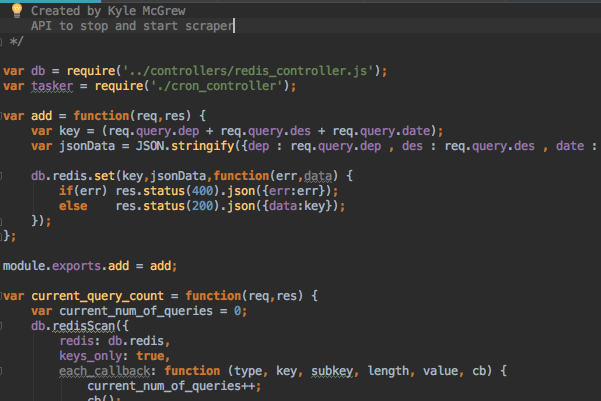 Created by Kyle McGrew
API to stop and start scraper
*/
var db = require('../controllers/redis_controller.js');
var tasker = require('./cron_controller');
var add = function(req,res) {
var key = (req.query.dep + req.query.des + req.query.date);
var jsonData = JSON.stringify({dep : req.query.dep , des : req.query.des , date :
db.redis.set(key,jsonData,function(err,data) {
if(err) res.status(400).json({err:err});
else    res.status(200).json({data:key});
});
};
module.exports.add = add;
var current_query_count = function(req,res) {
var current_num_of_queries = 0;
db.redisScan({
redis: db.redis,
keys_only: true,
each_callback: function (type, key, subkey, length, value, cb) {
current_num_of_queries++;
cb();